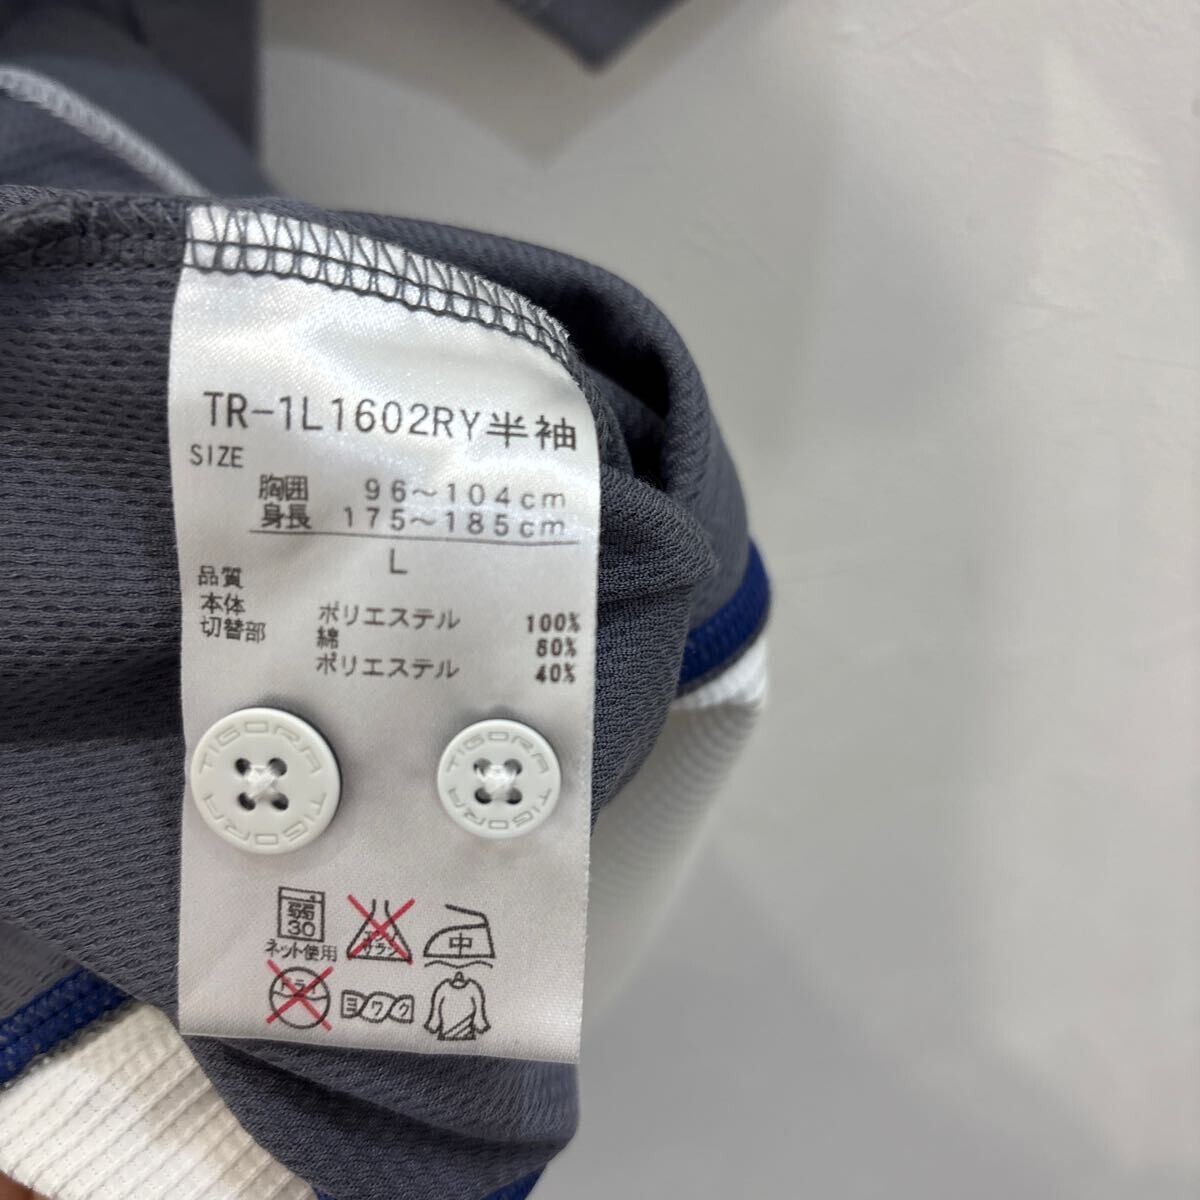 TR-1L1602RY半袖
SIZE
胸囲 96～104cm
身長 175～185cm
L
品質
本体 ポリエステル 100%
切替部 綿 60%
ポリエステル 40%
TIGORA TIGORA
TIGORA TIGORA
弱
30
ネット使用
エンソ
サラシ
中
ドライ
ヨワク